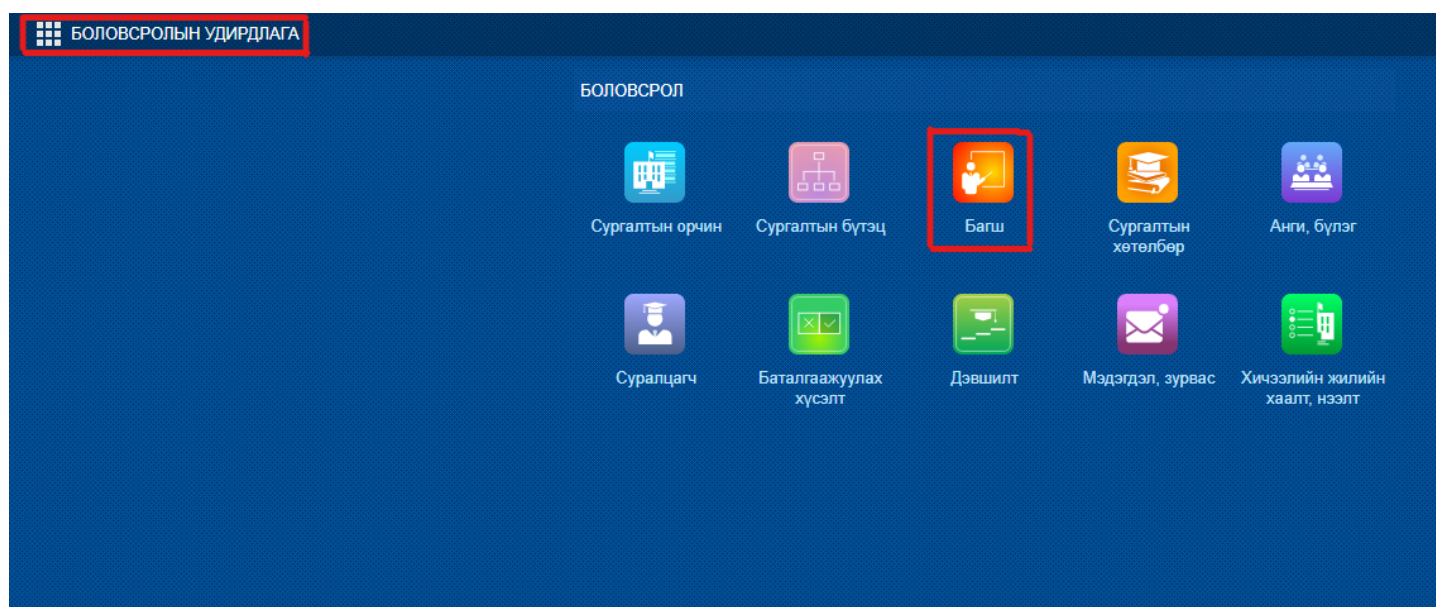 БОЛОВСРОЛЫН УДИРДЛАГА
БОЛОВСРОЛ
Сургалтын орчин
Сургалтын бүтэц
Багш
Сургалтын
хөтөлбөр
Анги, бүлэг
Суралцагч
Баталгаажуулах
хүсэлт
Дэвшилт
Мэдэгдэл, зурвас
Хичээлийн жилийн
хаалт, нээлт